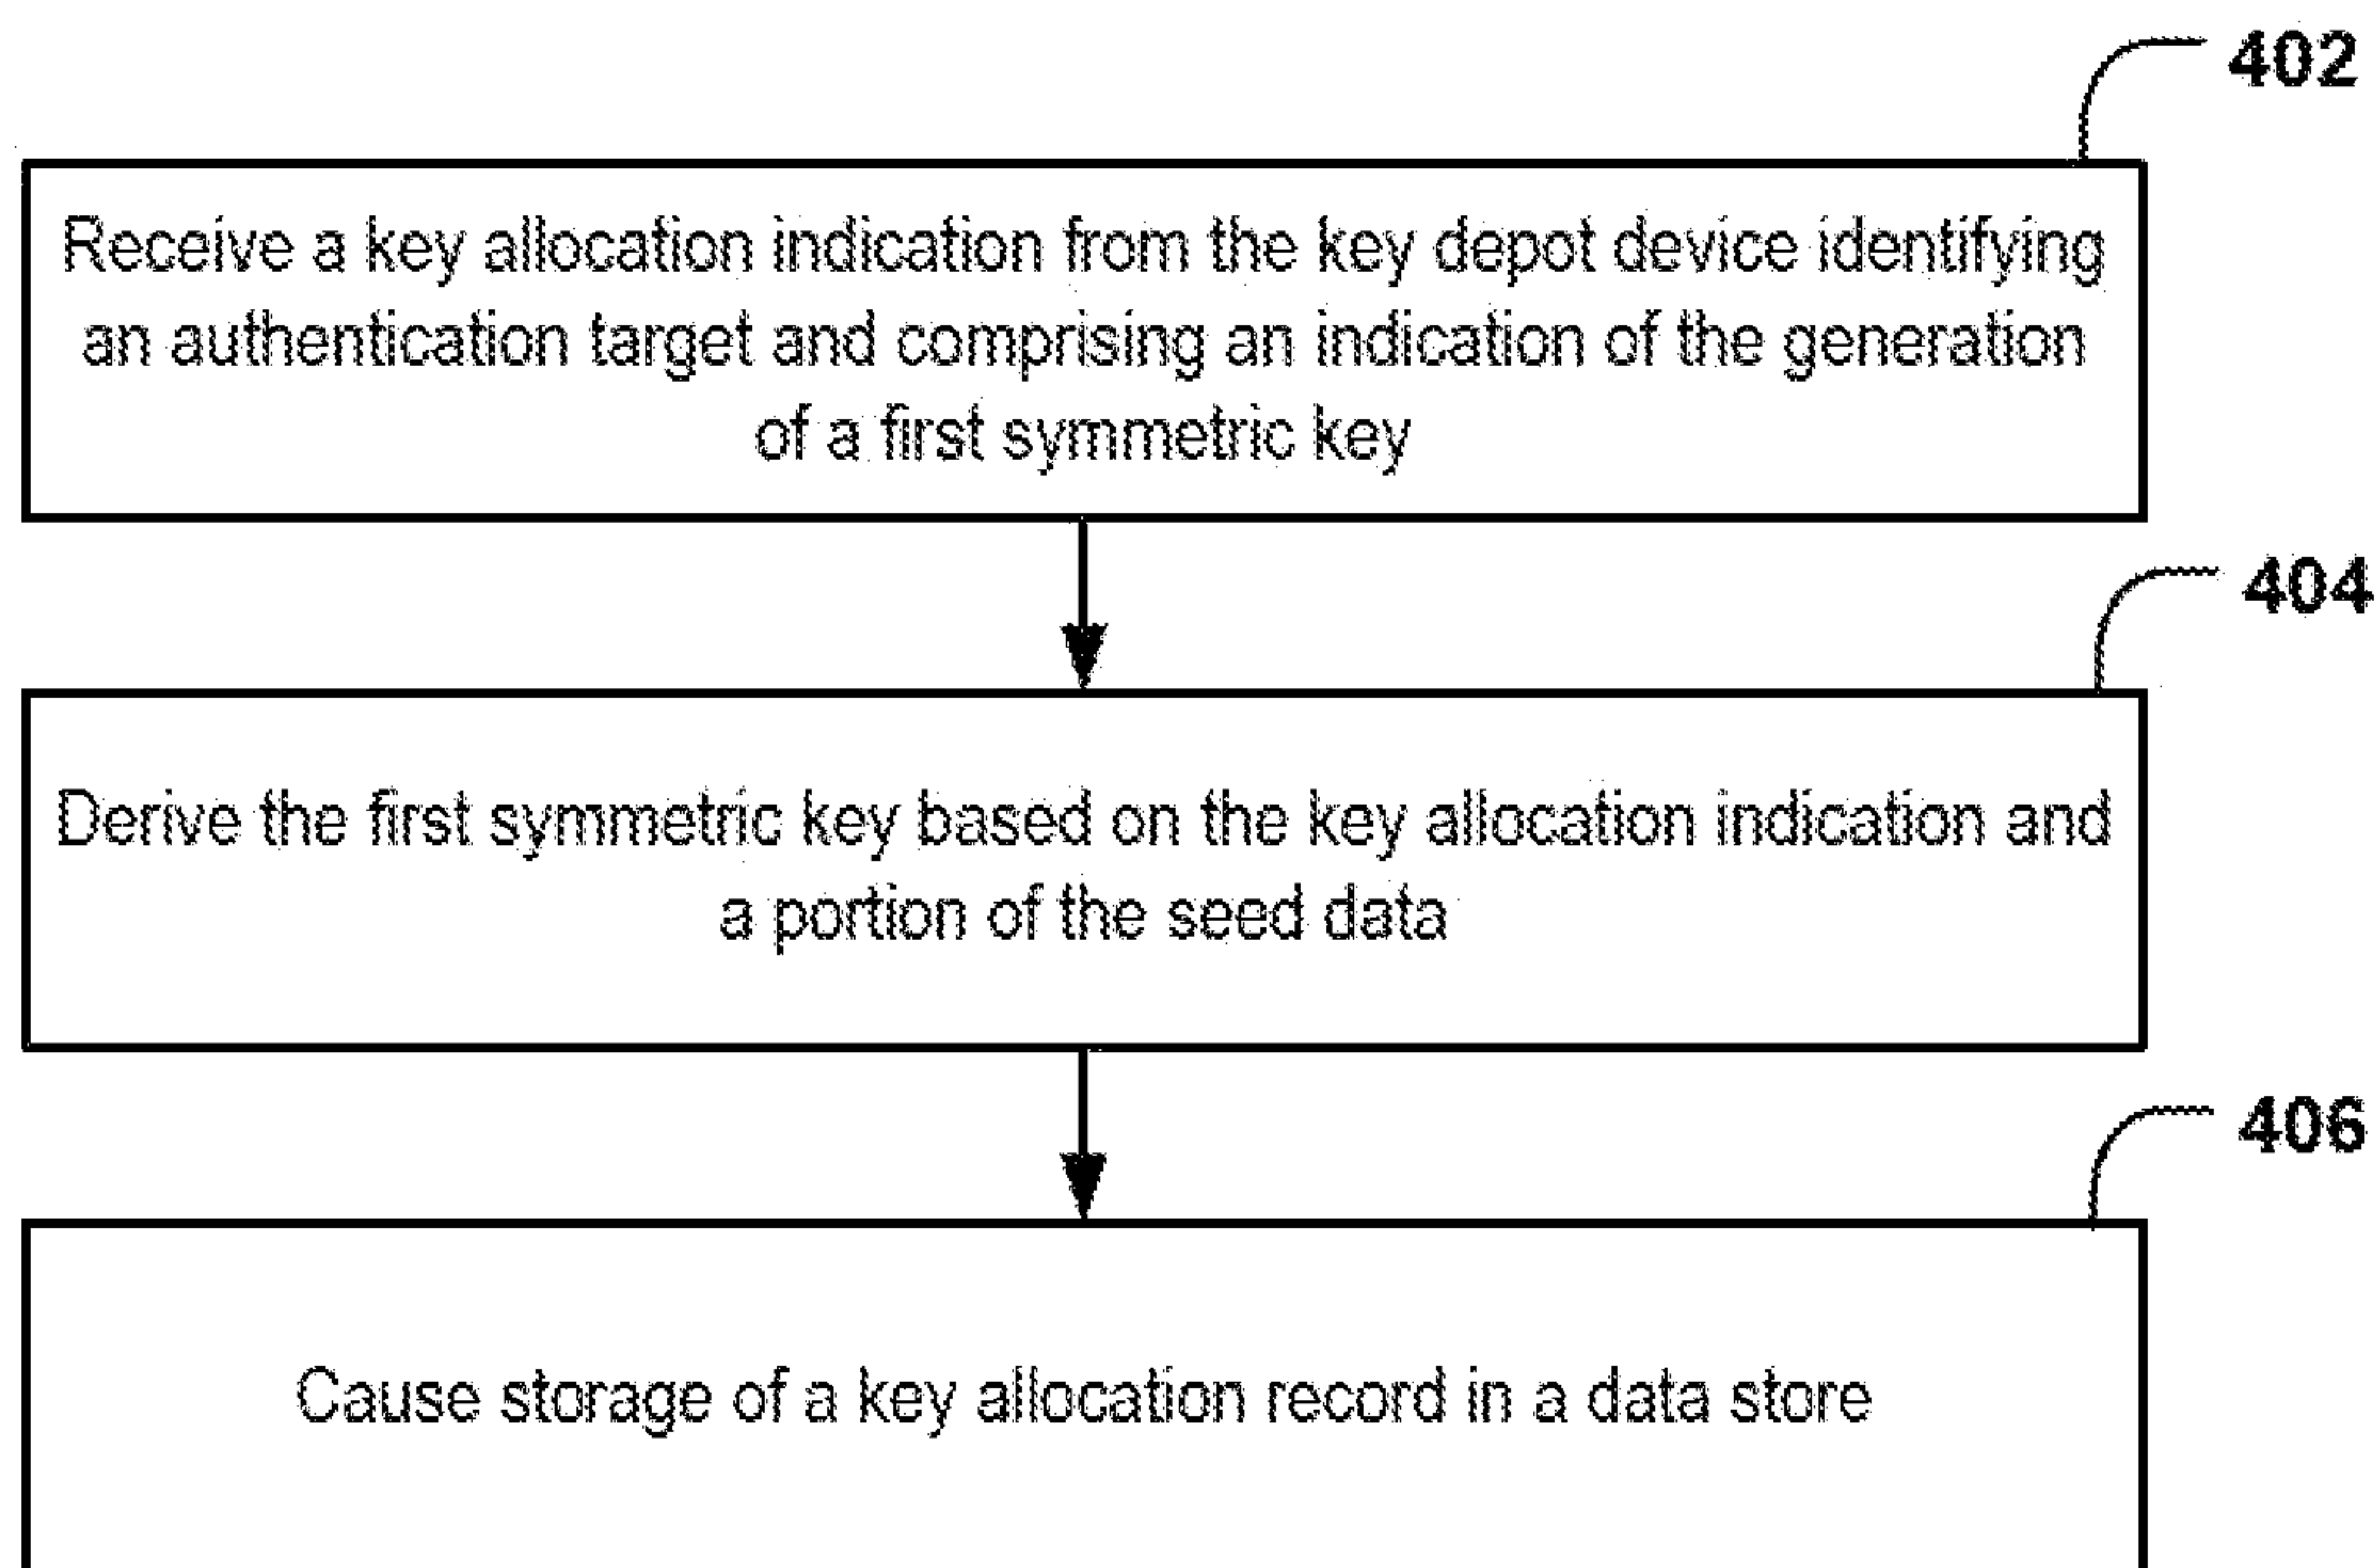 402
Receive a key allocation indication from the key depot device identifying
an authentication target and comprising an indication of the generation
of a first symmetric key
404
Derive the first symmetric key based on the key allocation indication and
a portion of the seed data
406
Cause storage of a key allocation record in a data store